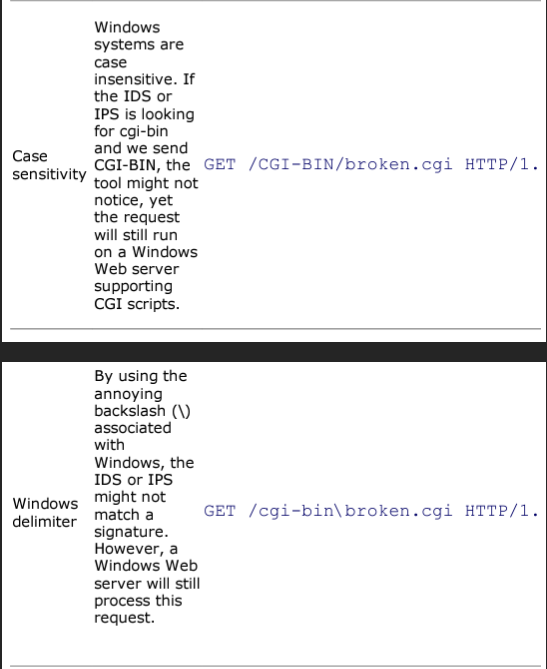 Case
sensitivity
Windows
systems are
case
insensitive. If
the IDS or
IPS is looking
for cgi-bin
and we send
CGI-BIN, the
tool might not
notice, yet
the request
will still run
on a Windows
Web server
supporting
CGI scripts.
GET /CGI-BIN/broken.cgi HTTP/1.
Windows
delimiter
By using the
annoying
backslash (\)
associated
with
Windows, the
IDS or IPS
might not
match a
signature.
However, a
Windows Web
server will still
process this
request.
GET /cgi-bin\broken.cgi HTTP/1.